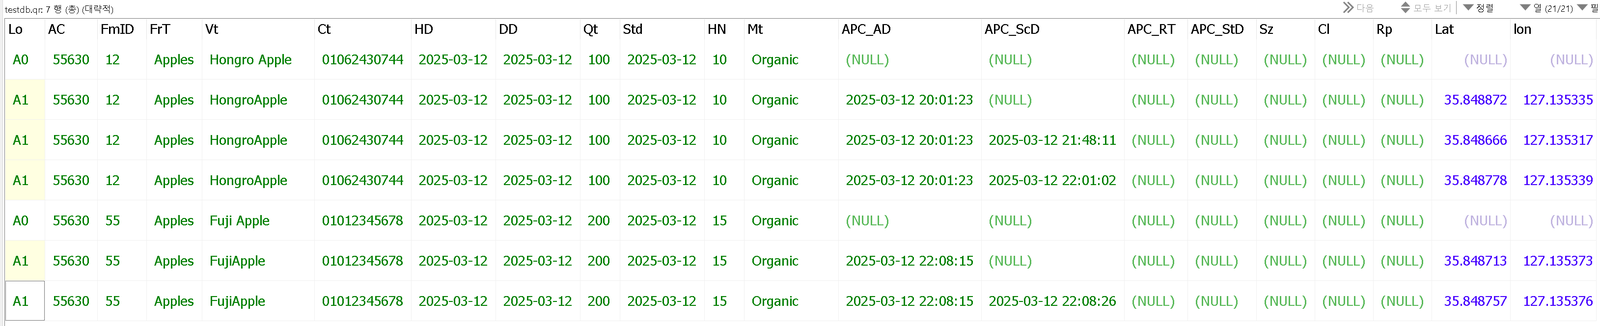 testdb.qr: 7 행 (총) (대략적) 다음 모두 보기 정렬 열 (21/21)
Lo AC FmID FrT Vt Ct HD DD Qt Std HN Mt APC_AD APC_ScD APC_RT APC_StD Sz Cl Rp Lat lon
A0 55630 12 Apples Hongro Apple 01062430744 2025-03-12 2025-03-12 100 2025-03-12 10 Organic (NULL) (NULL) (NULL) (NULL) (NULL) (NULL) (NULL) (NULL) (NULL)
A1 55630 12 Apples HongroApple 01062430744 2025-03-12 2025-03-12 100 2025-03-12 10 Organic 2025-03-12 20:01:23 (NULL) (NULL) (NULL) (NULL) (NULL) (NULL) 35.848872 127.135335
A1 55630 12 Apples HongroApple 01062430744 2025-03-12 2025-03-12 100 2025-03-12 10 Organic 2025-03-12 20:01:23 2025-03-12 21:48:11 (NULL) (NULL) (NULL) (NULL) (NULL) 35.848666 127.135317
A1 55630 12 Apples HongroApple 01062430744 2025-03-12 2025-03-12 100 2025-03-12 10 Organic 2025-03-12 20:01:23 2025-03-12 22:01:02 (NULL) (NULL) (NULL) (NULL) (NULL) 35.848778 127.135339
A0 55630 55 Apples Fuji Apple 01012345678 2025-03-12 2025-03-12 200 2025-03-12 15 Organic (NULL) (NULL) (NULL) (NULL) (NULL) (NULL) (NULL) (NULL) (NULL)
A1 55630 55 Apples FujiApple 01012345678 2025-03-12 2025-03-12 200 2025-03-12 15 Organic 2025-03-12 22:08:15 (NULL) (NULL) (NULL) (NULL) (NULL) (NULL) 35.848713 127.135373
A1 55630 55 Apples FujiApple 01012345678 2025-03-12 2025-03-12 200 2025-03-12 15 Organic 2025-03-12 22:08:15 2025-03-12 22:08:26 (NULL) (NULL) (NULL) (NULL) (NULL) 35.848757 127.135376